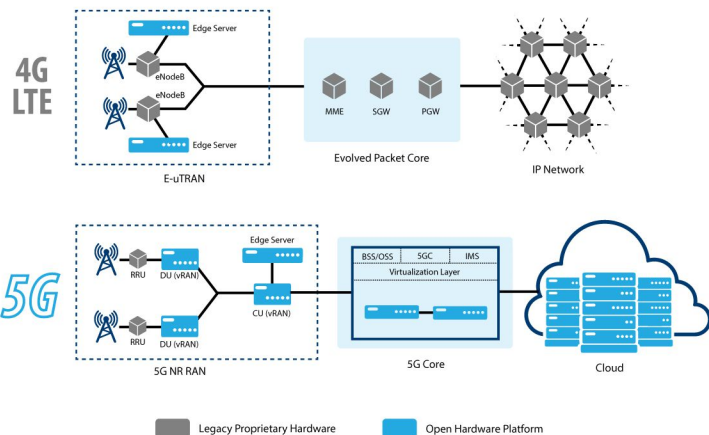 4G
LTE
Edge Server
eNodeB
eNodeB
Edge Server
E-uTRAN
MME
SGW
PGW
Evolved Packet Core
IP Network
5G
Edge Server
RRU
DU (vRAN)
CU (vRAN)
RRU
DU (vRAN)
5G NR RAN
BSS/OSS
5GC
IMS
Virtualization Layer
5G Core
Cloud
Legacy Proprietary Hardware
Open Hardware Platform